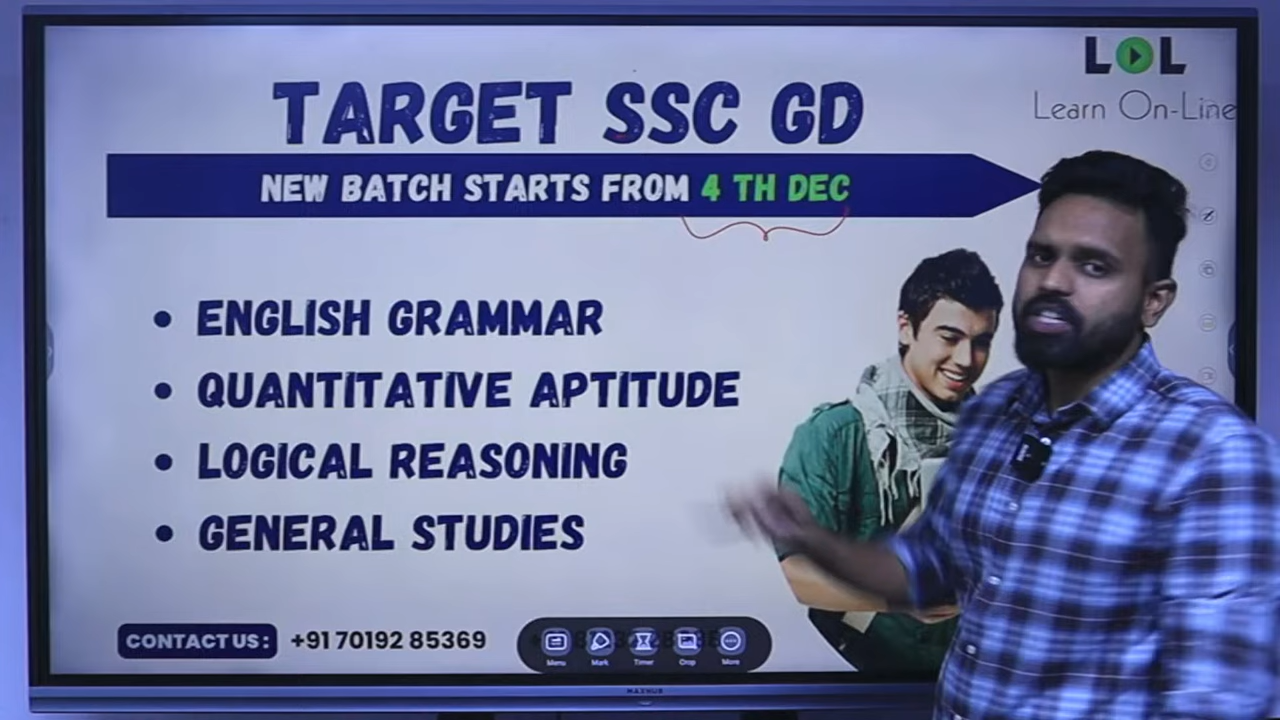 LOL
Learn On-Line
TARGET SSC GD
NEW BATCH STARTS FROM 4 TH DEC
• ENGLISH GRAMMAR
• QUANTITATIVE APTITUDE
• LOGICAL REASONING
• GENERAL STUDIES
CONTACT US : +91 70192 85369
Menu Mark Timer Crop More
MAXHUB